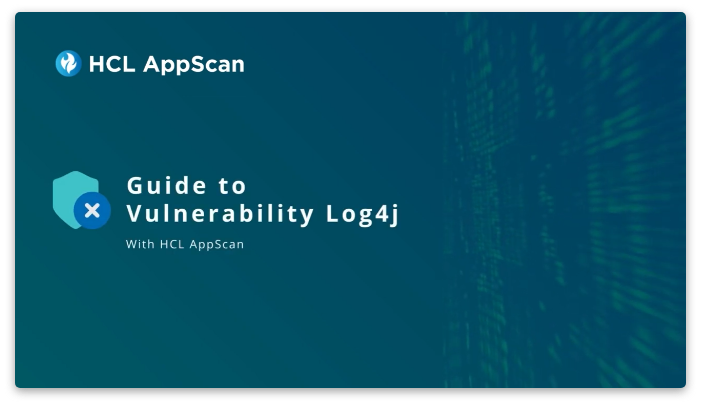 HCL AppScan
Guide to
Vulnerability Log4j
With HCL AppScan